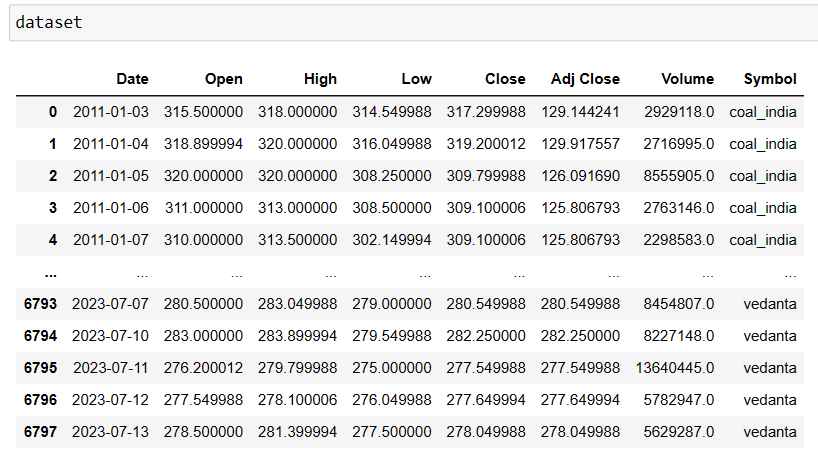 dataset
Date Open High Low Close Adj Close Volume Symbol
0 2011-01-03 315.500000 318.000000 314.549988 317.299988 129.144241 2929118.0 coal_india
1 2011-01-04 318.899994 320.000000 316.049988 319.200012 129.917557 2716995.0 coal_india
2 2011-01-05 320.000000 320.000000 308.250000 309.799988 126.091690 8555905.0 coal_india
3 2011-01-06 311.000000 313.000000 308.500000 309.100006 125.806793 2763146.0 coal_india
4 2011-01-07 310.000000 313.500000 302.149994 309.100006 125.806793 2298583.0 coal_india
... ... ... ... ... ... ... ... ...
6793 2023-07-07 280.500000 283.049988 279.000000 280.549988 280.549988 8454807.0 vedanta
6794 2023-07-10 283.000000 283.899994 279.549988 282.250000 282.250000 8227148.0 vedanta
6795 2023-07-11 276.200012 279.799988 275.000000 277.549988 277.549988 13640445.0 vedanta
6796 2023-07-12 277.549988 278.100006 276.049988 277.649994 277.649994 5782947.0 vedanta
6797 2023-07-13 278.500000 281.399994 277.500000 278.049988 278.049988 5629287.0 vedanta